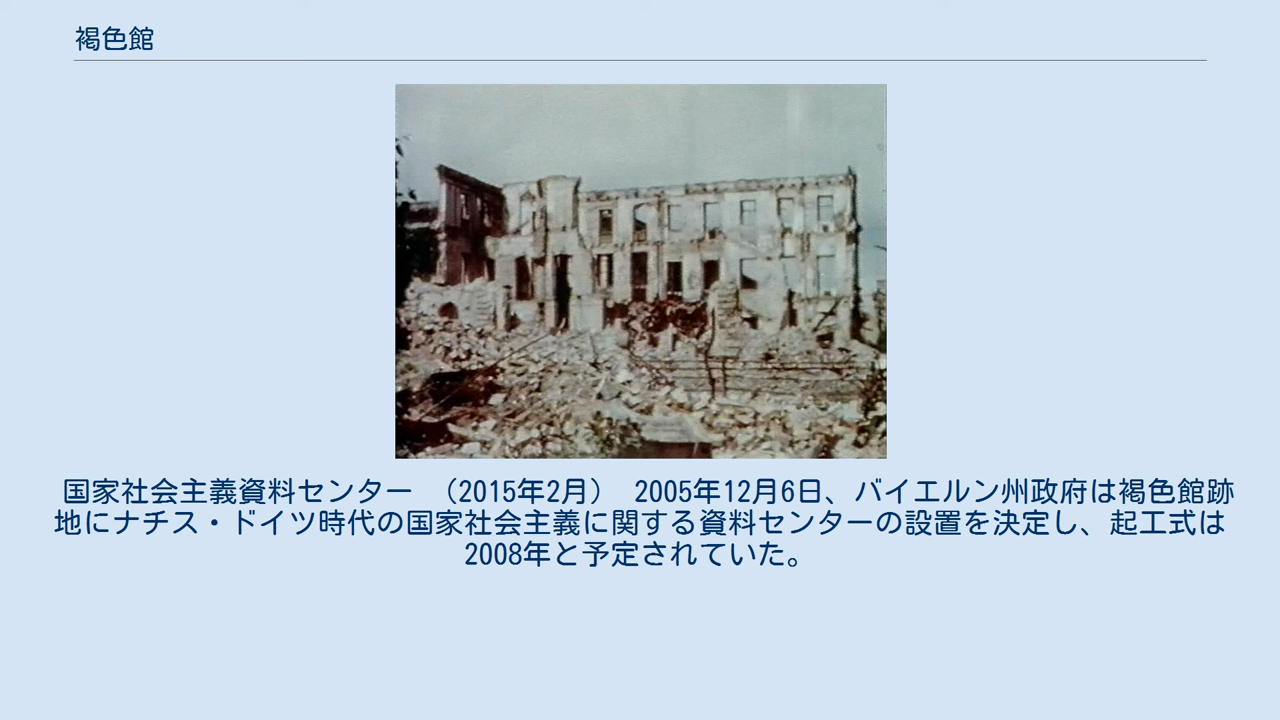 褐色館
国家社会主義資料センター （2015年2月） 2005年12月6日、バイエルン州政府は褐色館跡
地にナチス・ドイツ時代の国家社会主義に関する資料センターの設置を決定し、起工式は
2008年と予定されていた。